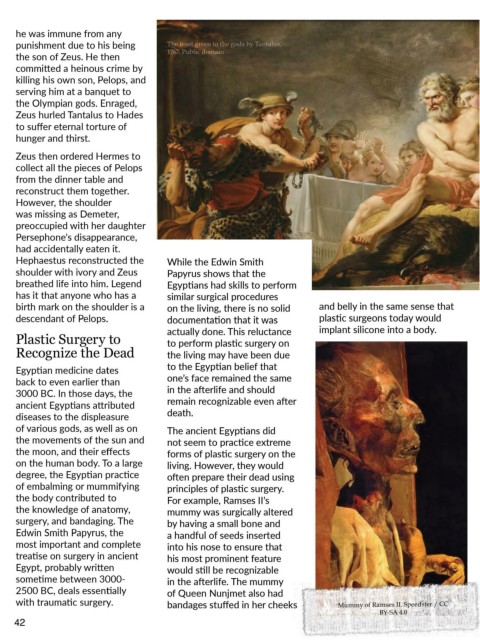 he was immune from any
punishment due to his being
the son of Zeus. He then
committed a heinous crime by
killing his own son, Pelops, and
serving him at a banquet to
the Olympian gods. Enraged,
Zeus hurled Tantalus to Hades
to suffer eternal torture of
hunger and thirst.
Zeus then ordered Hermes to
collect all the pieces of Pelops
from the dinner table and
reconstruct them together.
However, the shoulder
was missing as Demeter,
preoccupied with her daughter
Persephone's disappearance,
had accidentally eaten it.
Hephaestus reconstructed the
shoulder with ivory and Zeus
breathed life into him. Legend
has it that anyone who has a
birth mark on the shoulder is a
descendant of Pelops.
Plastic Surgery to
Recognize the Dead
Egyptian medicine dates
back to even earlier than
3000 BC. In those days, the
ancient Egyptians attributed
diseases to the displeasure
of various gods, as well as on
the movements of the sun and
the moon, and their effects
on the human body. To a large
degree, the Egyptian practice
of embalming or mummifying
the body contributed to
the knowledge of anatomy,
surgery, and bandaging. The
Edwin Smith Papyrus, the
most important and complete
treatise on surgery in ancient
Egypt, probably written
sometime between 3000-
2500 BC, deals essentially
with traumatic surgery.
The feast given to the gods by Tantalus,
1767. Public domain
While the Edwin Smith
Papyrus shows that the
Egyptians had skills to perform
similar surgical procedures
on the living, there is no solid
documentation that it was
actually done. This reluctance
to perform plastic surgery on
the living may have been due
to the Egyptian belief that
one's face remained the same
in the afterlife and should
remain recognizable even after
death.
The ancient Egyptians did
not seem to practice extreme
forms of plastic surgery on the
living. However, they would
often prepare their dead using
principles of plastic surgery.
For example, Ramses II's
mummy was surgically altered
by having a small bone and
a handful of seeds inserted
into his nose to ensure that
his most prominent feature
would still be recognizable
in the afterlife. The mummy
of Queen Nunjmet also had
bandages stuffed in her cheeks
and belly in the same sense that
plastic surgeons today would
implant silicone into a body.
Mummy of Ramses II. Speedster / CC
BY-SA 4.0
42